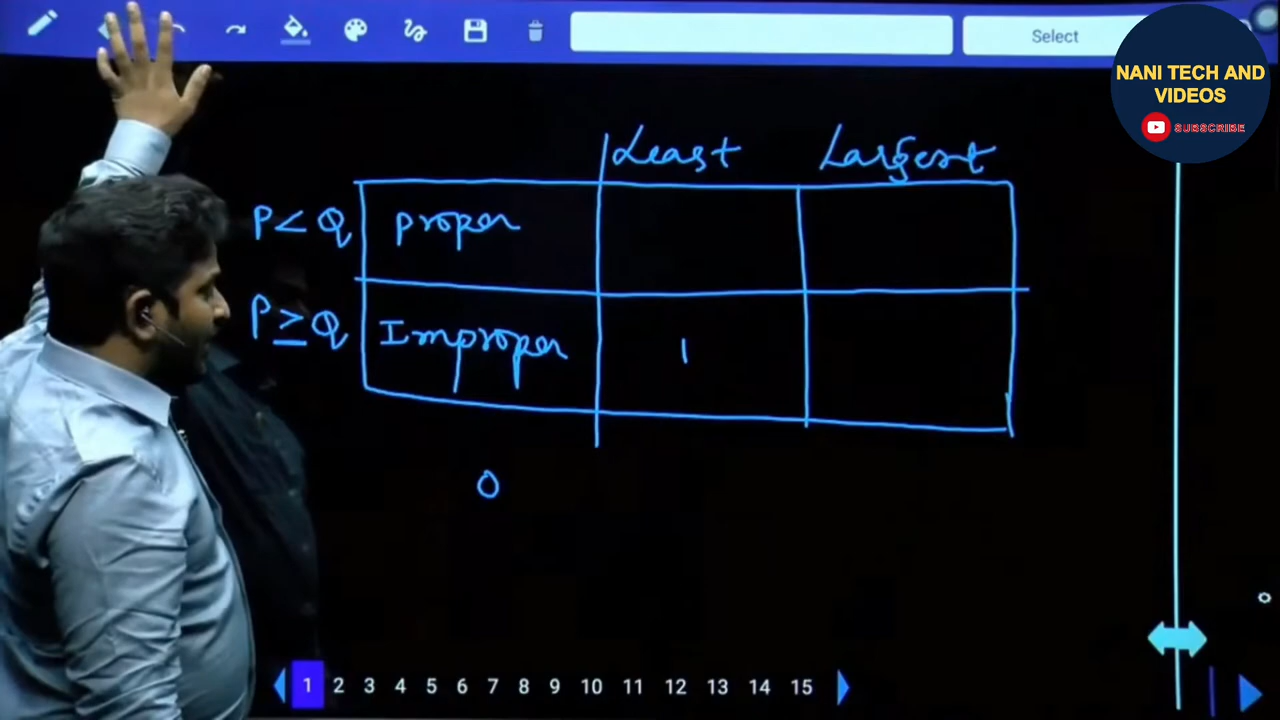 Select
NANI TECH AND
VIDEOS
SUBSCRIBE
Least Largest
P < Q proper
P ≥ Q Improper 1
0
1 2 3 4 5 6 7 8 9 10 11 12 13 14 15